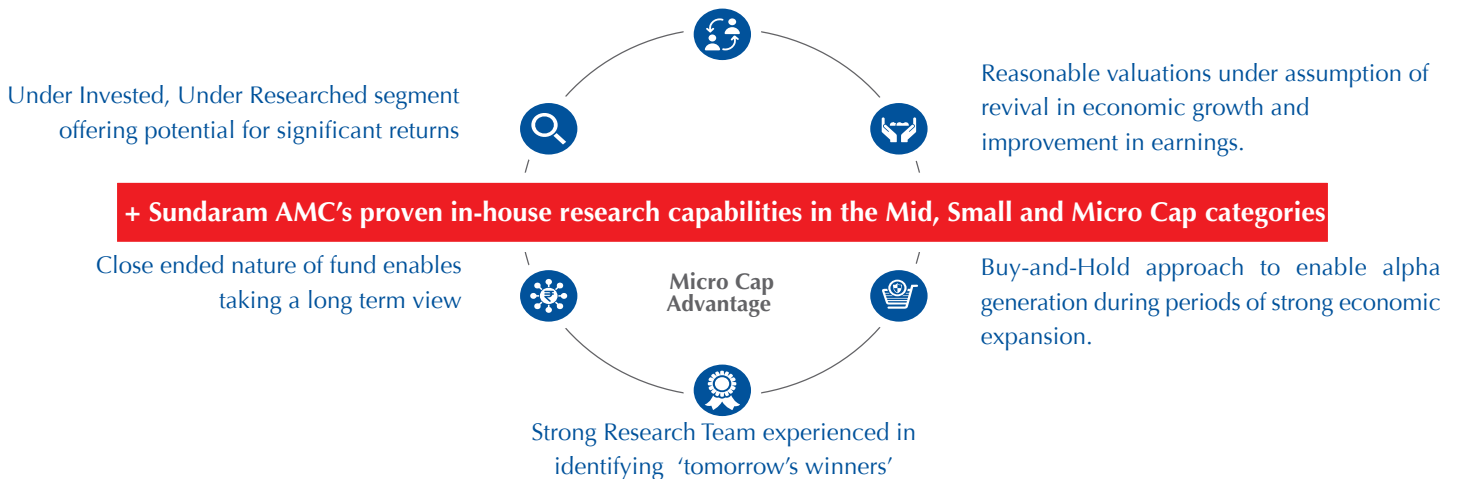 Under Invested, Under Researched segment
offering potential for significant returns
Reasonable valuations under assumption of
revival in economic growth and
improvement in earnings.
+ Sundaram AMC’s proven in-house research capabilities in the Mid, Small and Micro Cap categories
Close ended nature of fund enables
taking a long term view
Micro Cap
Advantage
Buy-and-Hold approach to enable alpha
generation during periods of strong economic
expansion.
Strong Research Team experienced in
identifying ‘tomorrow’s winners’